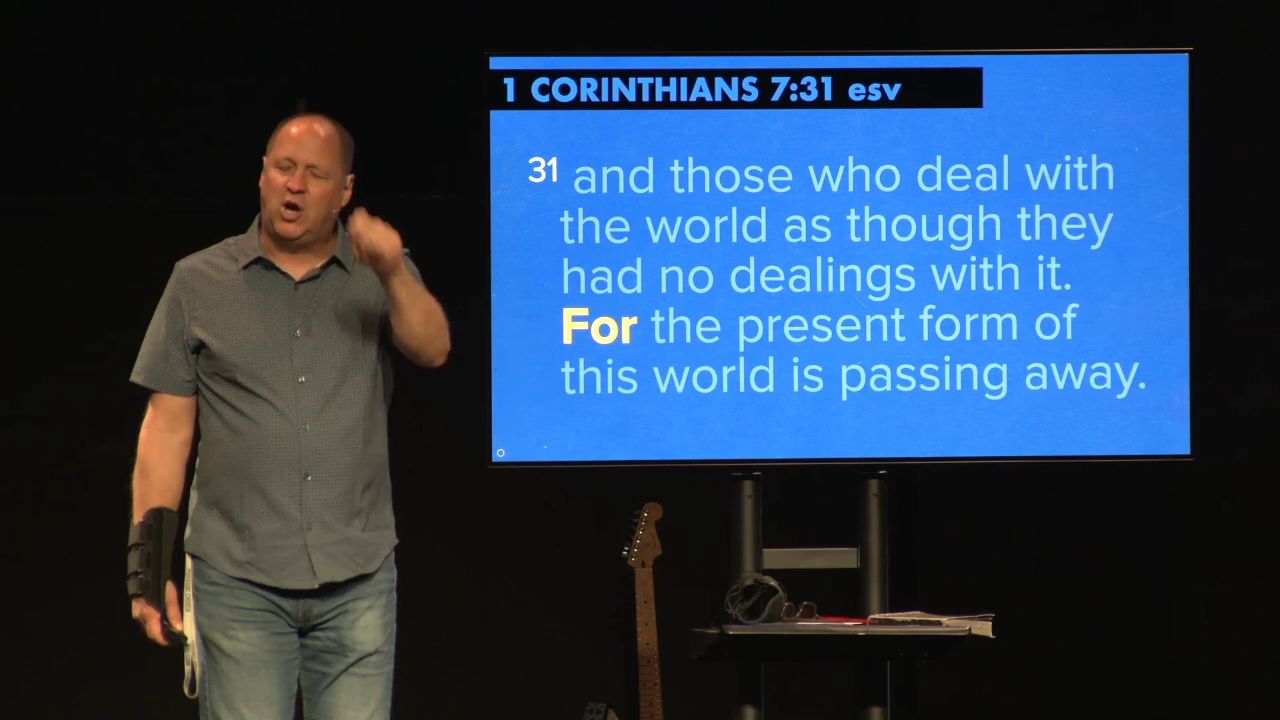 1 CORINTHIANS 7:31 esv
31 and those who deal with
the world as though they
had no dealings with it.
For the present form of
this world is passing away.